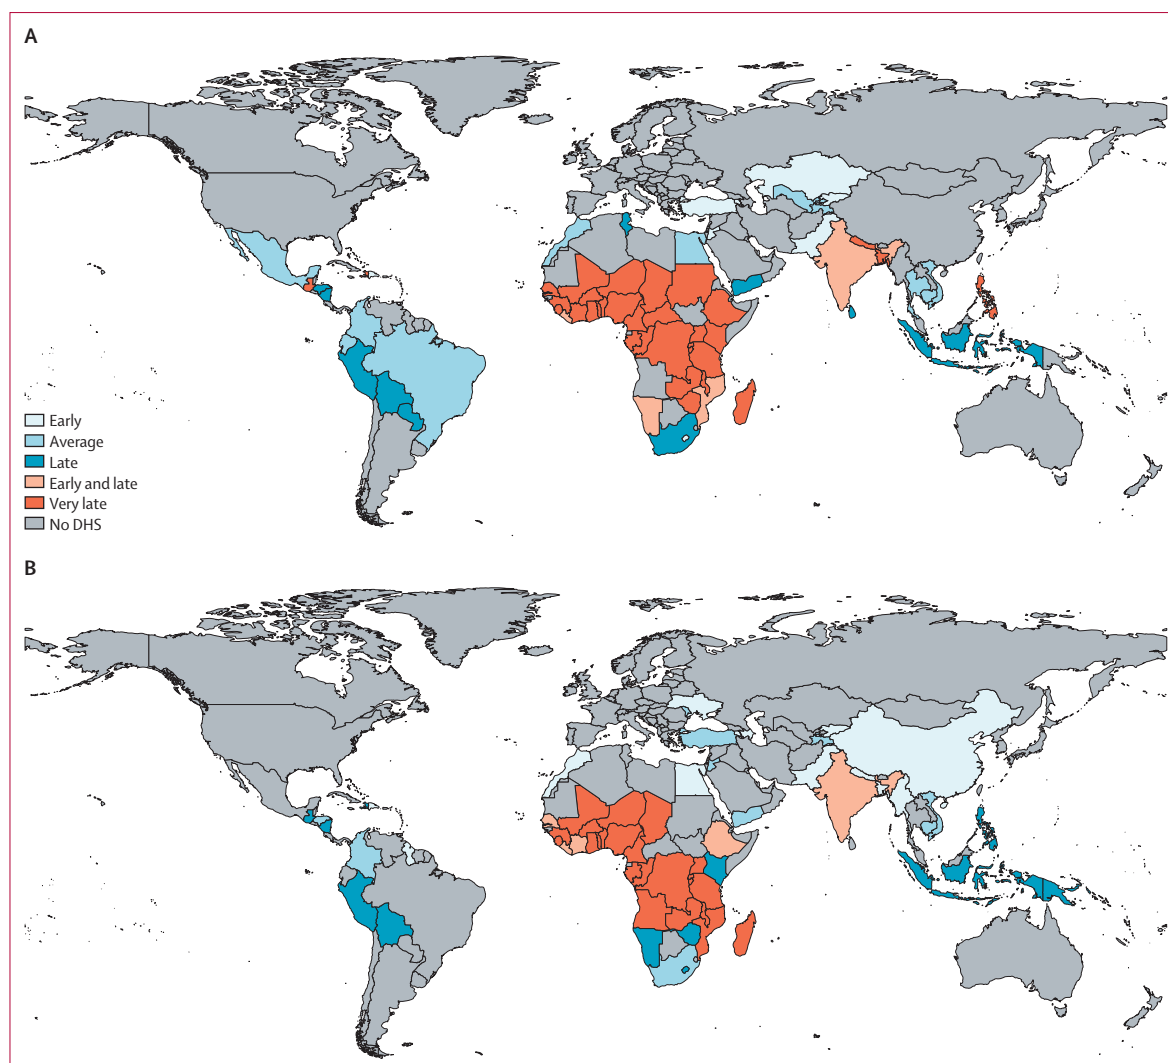 A
Early
Average
Late
Early and late
Very late
No DHS
B